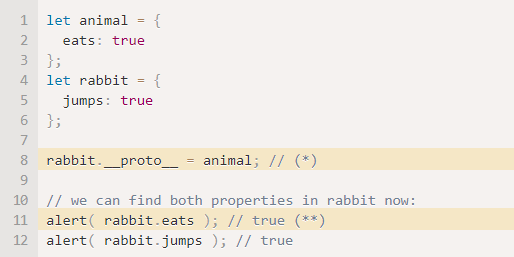 1 let animal = {
2   eats: true
3 };
4 let rabbit = {
5   jumps: true
6 };
7
8 rabbit.__proto__ = animal; // (*)
9
10 // we can find both properties in rabbit now:
11 alert( rabbit.eats ); // true (**)
12 alert( rabbit.jumps ); // true